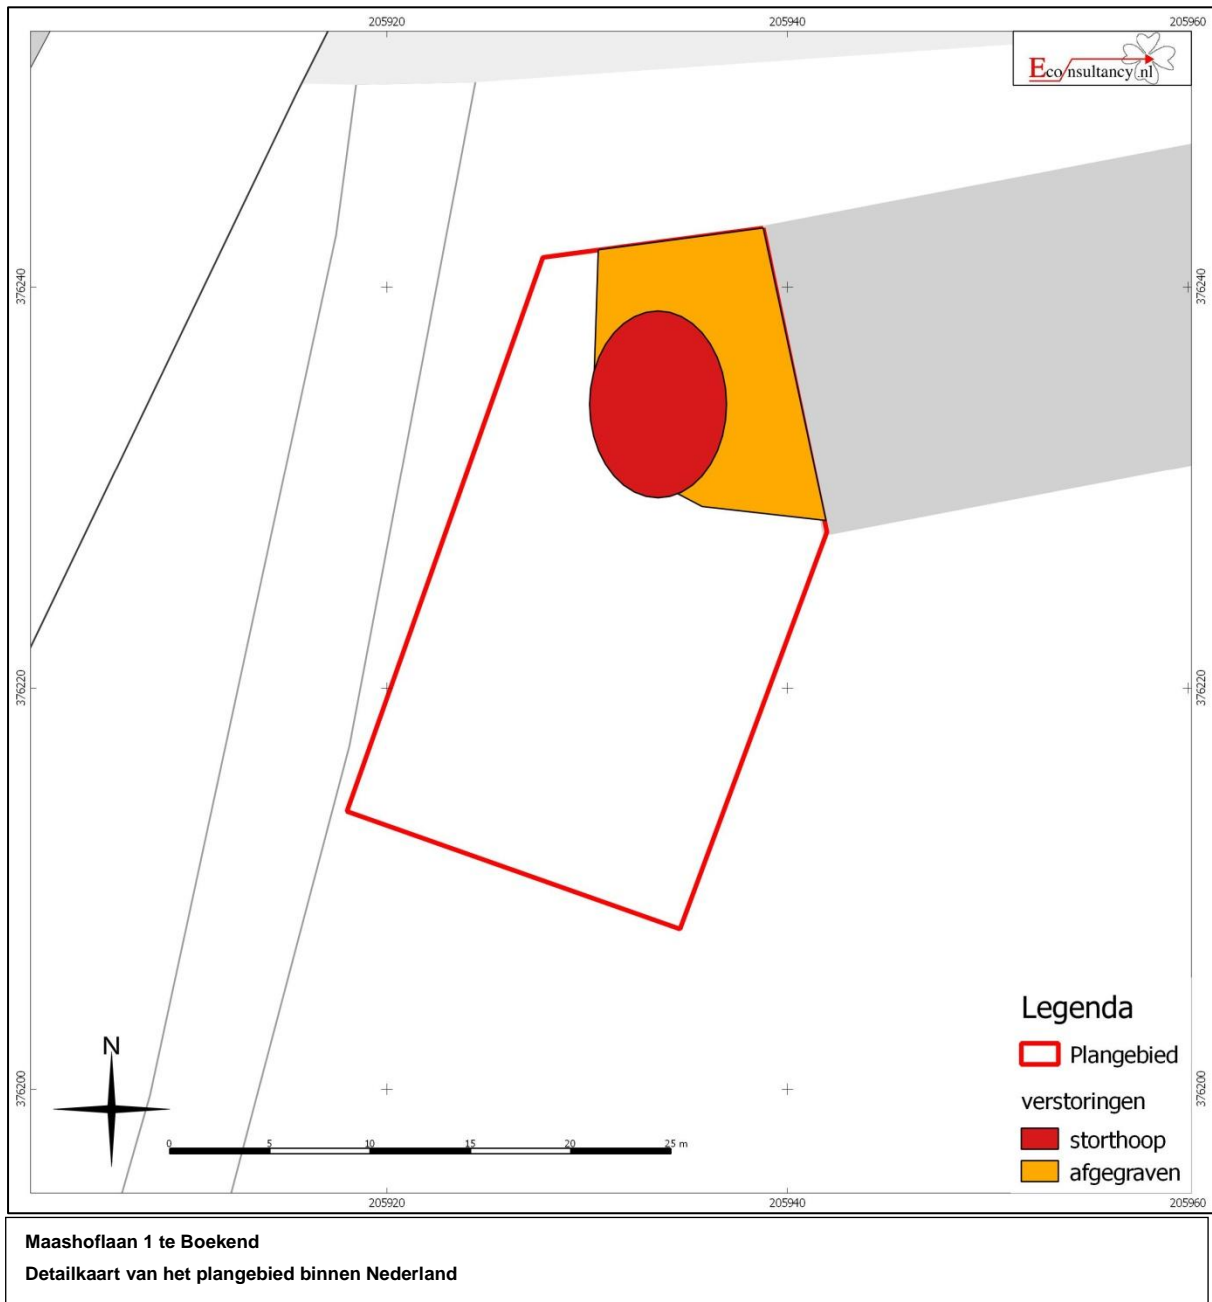 205920
205940
205960
Econsultancy.nl
376240
376240
376220
376220
376200
376200
N
0 5 10 15 20 25 m
Legenda
Plangebied
verstoringen
storthoop
afgegraven
205920
205940
205960
Maashoflaan 1 te Boekend
Detailkaart van het plangebied binnen Nederland